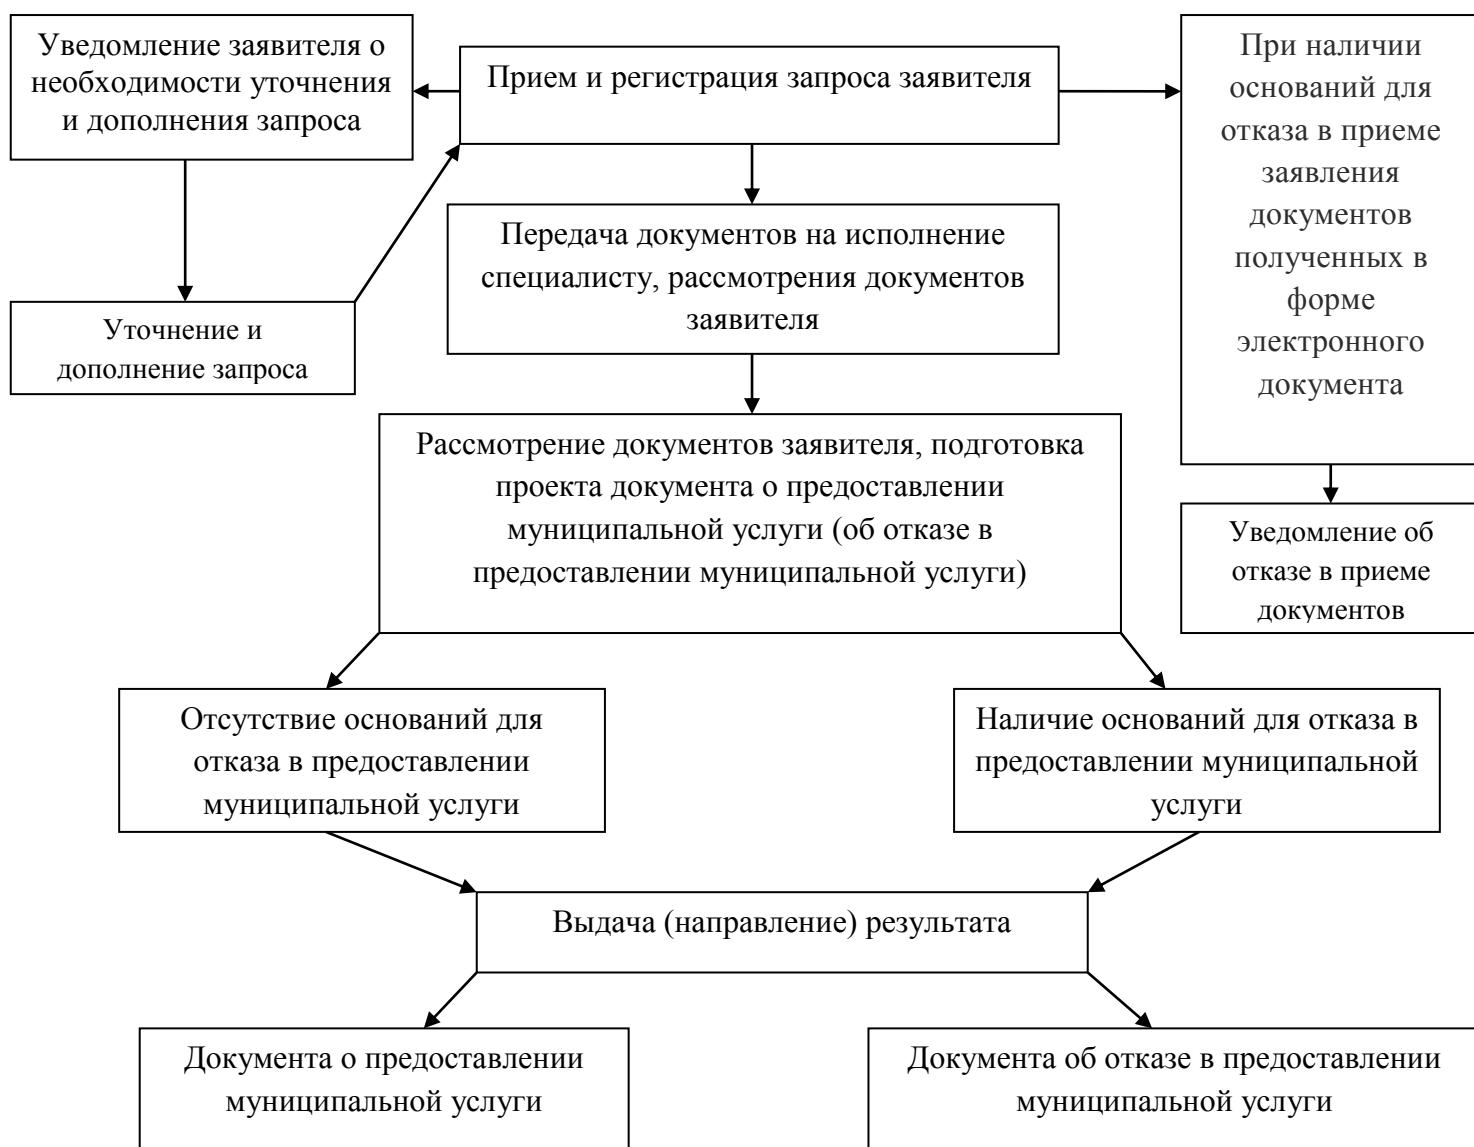 Уведомление заявителя о
необходимости уточнения
и дополнения запроса
Прием и регистрация запроса заявителя
При наличии
оснований для
отказа в приеме
заявления
документов
полученных в
форме
электронного
документа
Передача документов на исполнение
специалисту, рассмотрения документов
заявителя
Уточнение и
дополнение запроса
Рассмотрение документов заявителя, подготовка
проекта документа о предоставлении
муниципальной услуги (об отказе в
предоставлении муниципальной услуги)
Уведомление об
отказе в приеме
документов
Отсутствие оснований для
отказа в предоставлении
муниципальной услуги
Наличие оснований для отказа в
предоставлении муниципальной
услуги
Выдача (направление) результата
Документа о предоставлении
муниципальной услуги
Документа об отказе в предоставлении
муниципальной услуги